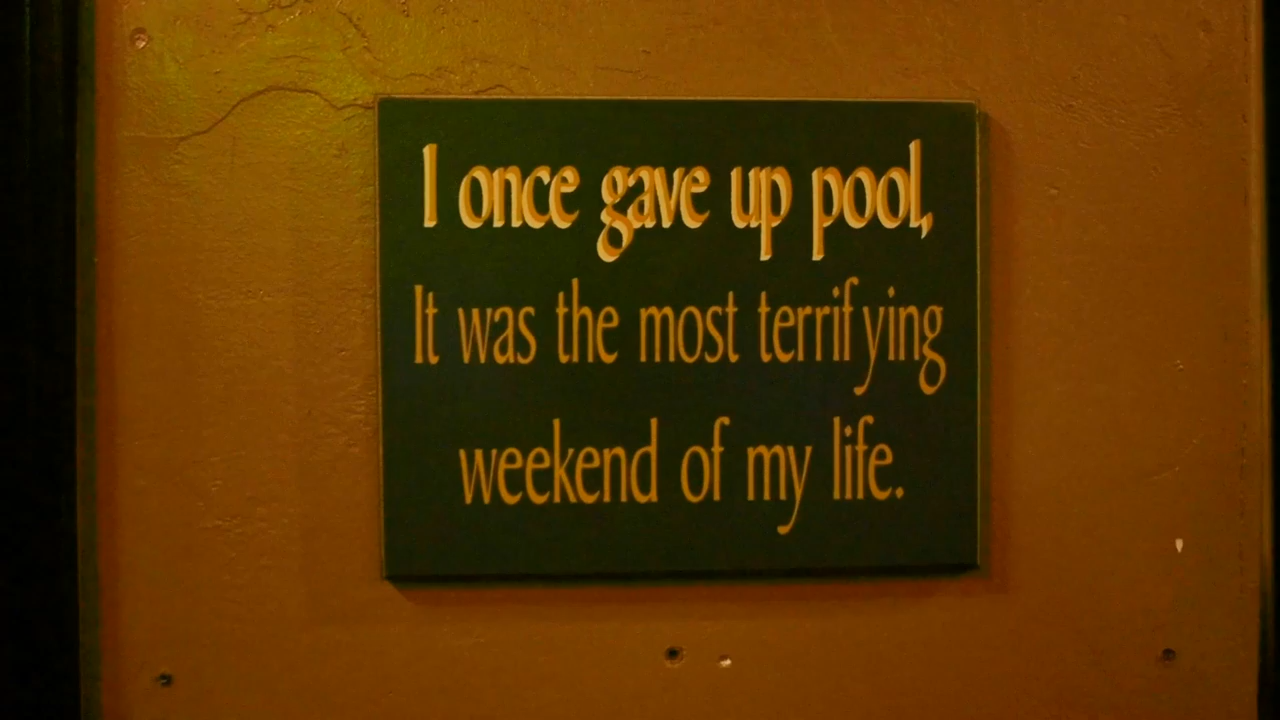 I once gave up pool,
It was the most terrifying
weekend of my life.